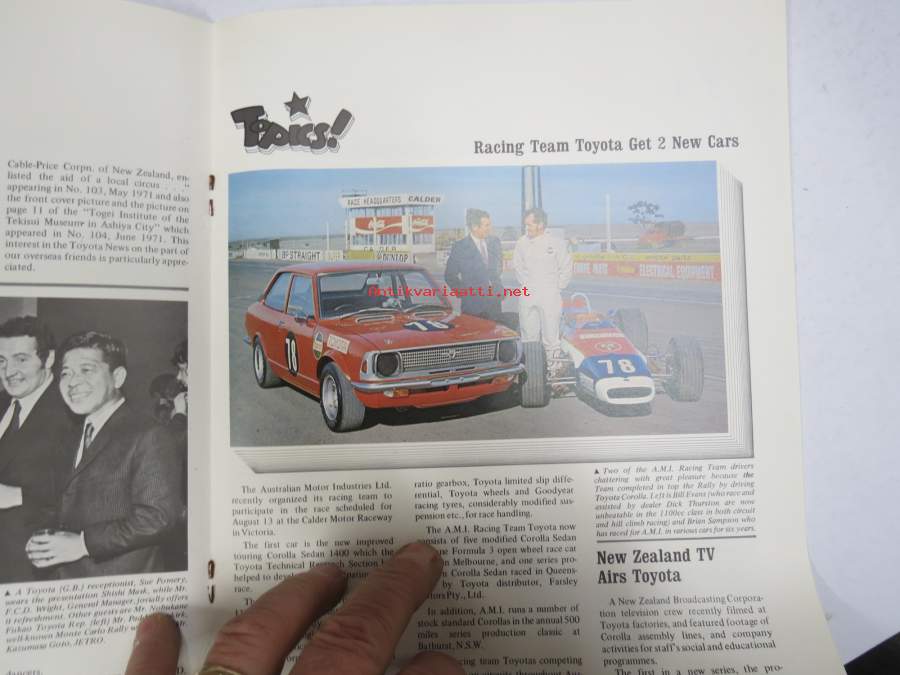 Cable-Price Corpn. of New Zealand, en-
listed the aid of a local circus . . . ,,
appearing in No. 103, May 1971 and also
the front cover picture and the picture on
page 11 of the "Togei Institute of the
Tekisui Museum in Ashiya City" which
appeared in No. 104, June 1971. This
interest in the Toyota News on the part of
our overseas friends is particularly appre-
ciated.
▲ A Toyota (G.B.) receptionist, Sue Pomery,
wears the presentation Shishi Mask, while Mr.
F.C.D. Wright, General Manager, jovially offers
it refreshment. Other guests are Mr. Nobukane
Fukao Toyota Rep. (left) Mr.
well-known Monte Carlo Rally
Kazumasa Goto, JETRO.
dancers.
Topics!
Racing Team Toyota Get 2 New Cars
RACE HEADQUARTERS CALDER
CALDER
STRAIGHT
DUNLOP
ELECTRICAL EQUIPMENT
78
78
antikvariaatti.net
The Australian Motor Industries Ltd.
recently organized its racing team to
participate in the race scheduled for
August 13 at the Calder Motor Raceway
in Victoria.
The first car is the new improved
touring Corolla Sedan 1400 which the
Toyota Technical Research Section
helped to
race.
ratio gearbox, Toyota limited slip differ-
ential, Toyota wheels and Goodyear
racing tyres, considerably modified sus-
pension etc., for race handling.
The A.M.I. Racing Team Toyota now
consists of five modified Corolla Sedan
Formula 3 open wheel race car
Melbourne, and one series pro-
Corolla Sedan raced in Queens-
by Toyota distributor, Farsley
Pty., Ltd.
In addition, A.M.I. runs a number of
stock standard Corollas in the annual 500
miles series production classic at
Bathurst, N.S.W.
team Toyotas competing
▲ Two of the A.M.I. Racing Team drivers
chattering with great pleasure because the
Team completed in top the Rally by driving
Toyota Corolla. Left is Bill Evans (who race and
assisted by dealer Dick Thurston are now
unbeatable in the 1100cc class in both circuit
and hill climb racing) and Brian Sampson who
has raced for A.M.I. in various cars for six years.
New Zealand TV
Airs Toyota
A New Zealand Broadcasting Corpora-
tion television crew recently filmed at
Toyota factories, and featured footage of
Corolla assembly lines, and company
activities for staff's social and educational
programmes.
The first in a new series, the pro-